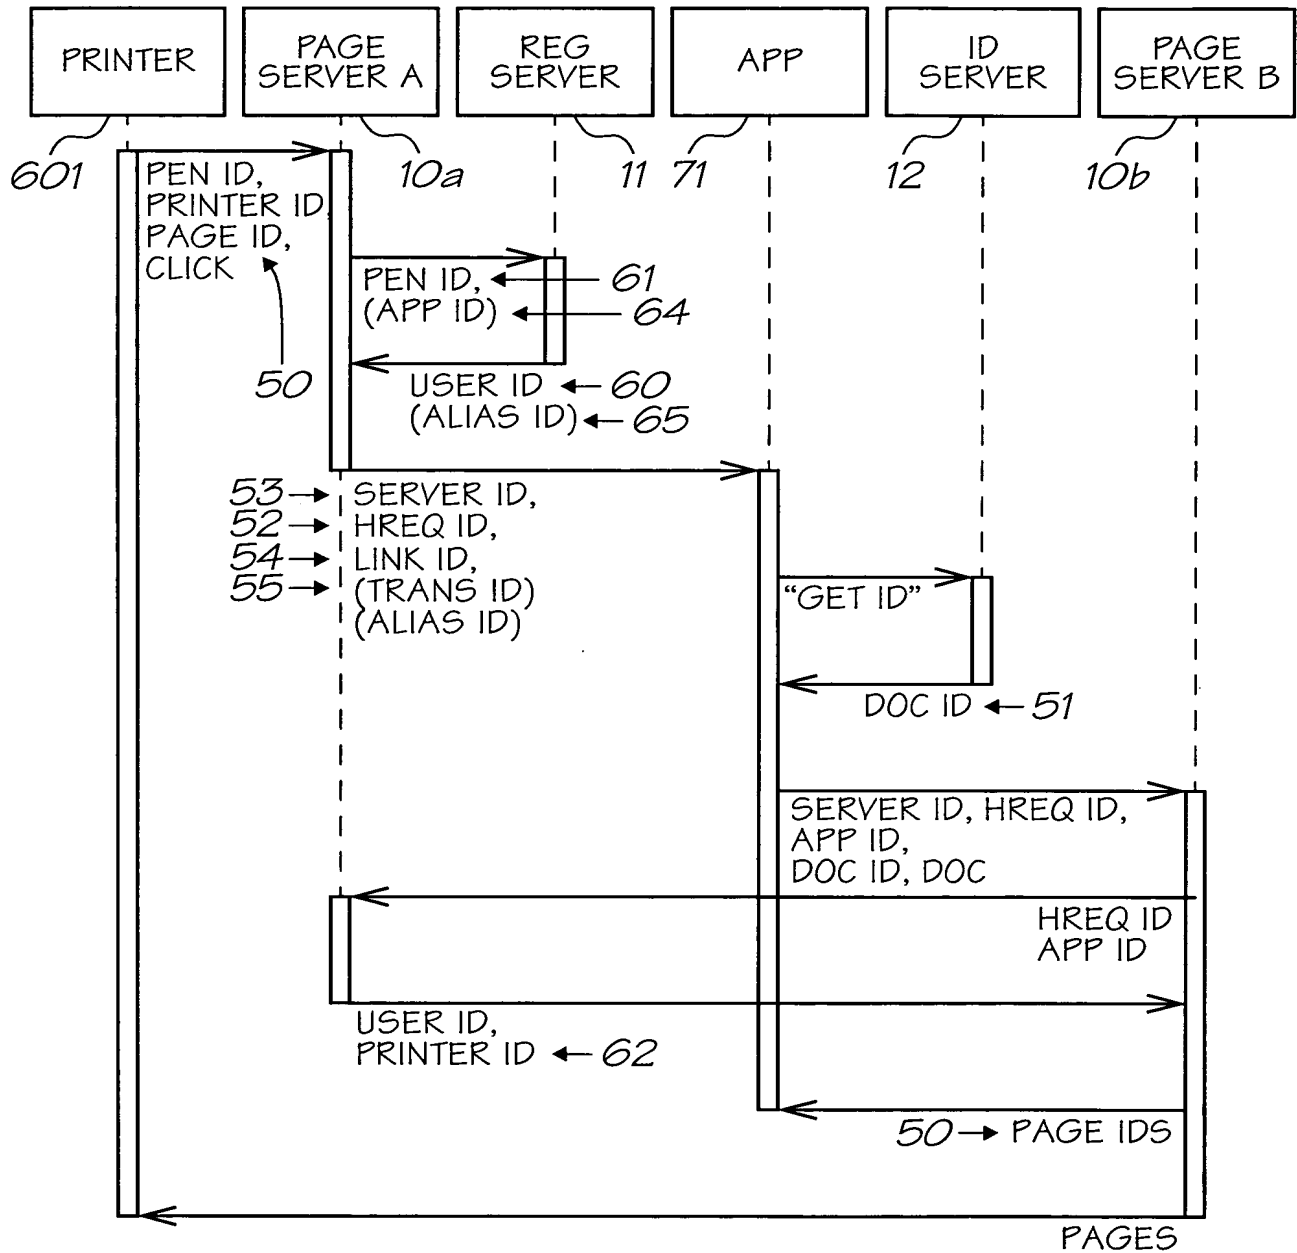 PRINTER
PAGE
SERVER A
REG
SERVER
APP
ID
SERVER
PAGE
SERVER B
601
10a
11
71
12
10b
PEN ID,
PRINTER ID
PAGE ID,
CLICK
50
PEN ID,
61
(APP ID)
64
USER ID
60
(ALIAS ID)
65
53
SERVER ID,
52
HREQ ID,
54
LINK ID,
55
(TRANS ID)
(ALIAS ID)
“GET ID”
DOC ID
51
SERVER ID, HREQ ID,
APP ID,
DOC ID, DOC
HREQ ID
APP ID
USER ID,
PRINTER ID
62
50
PAGE IDS
PAGES